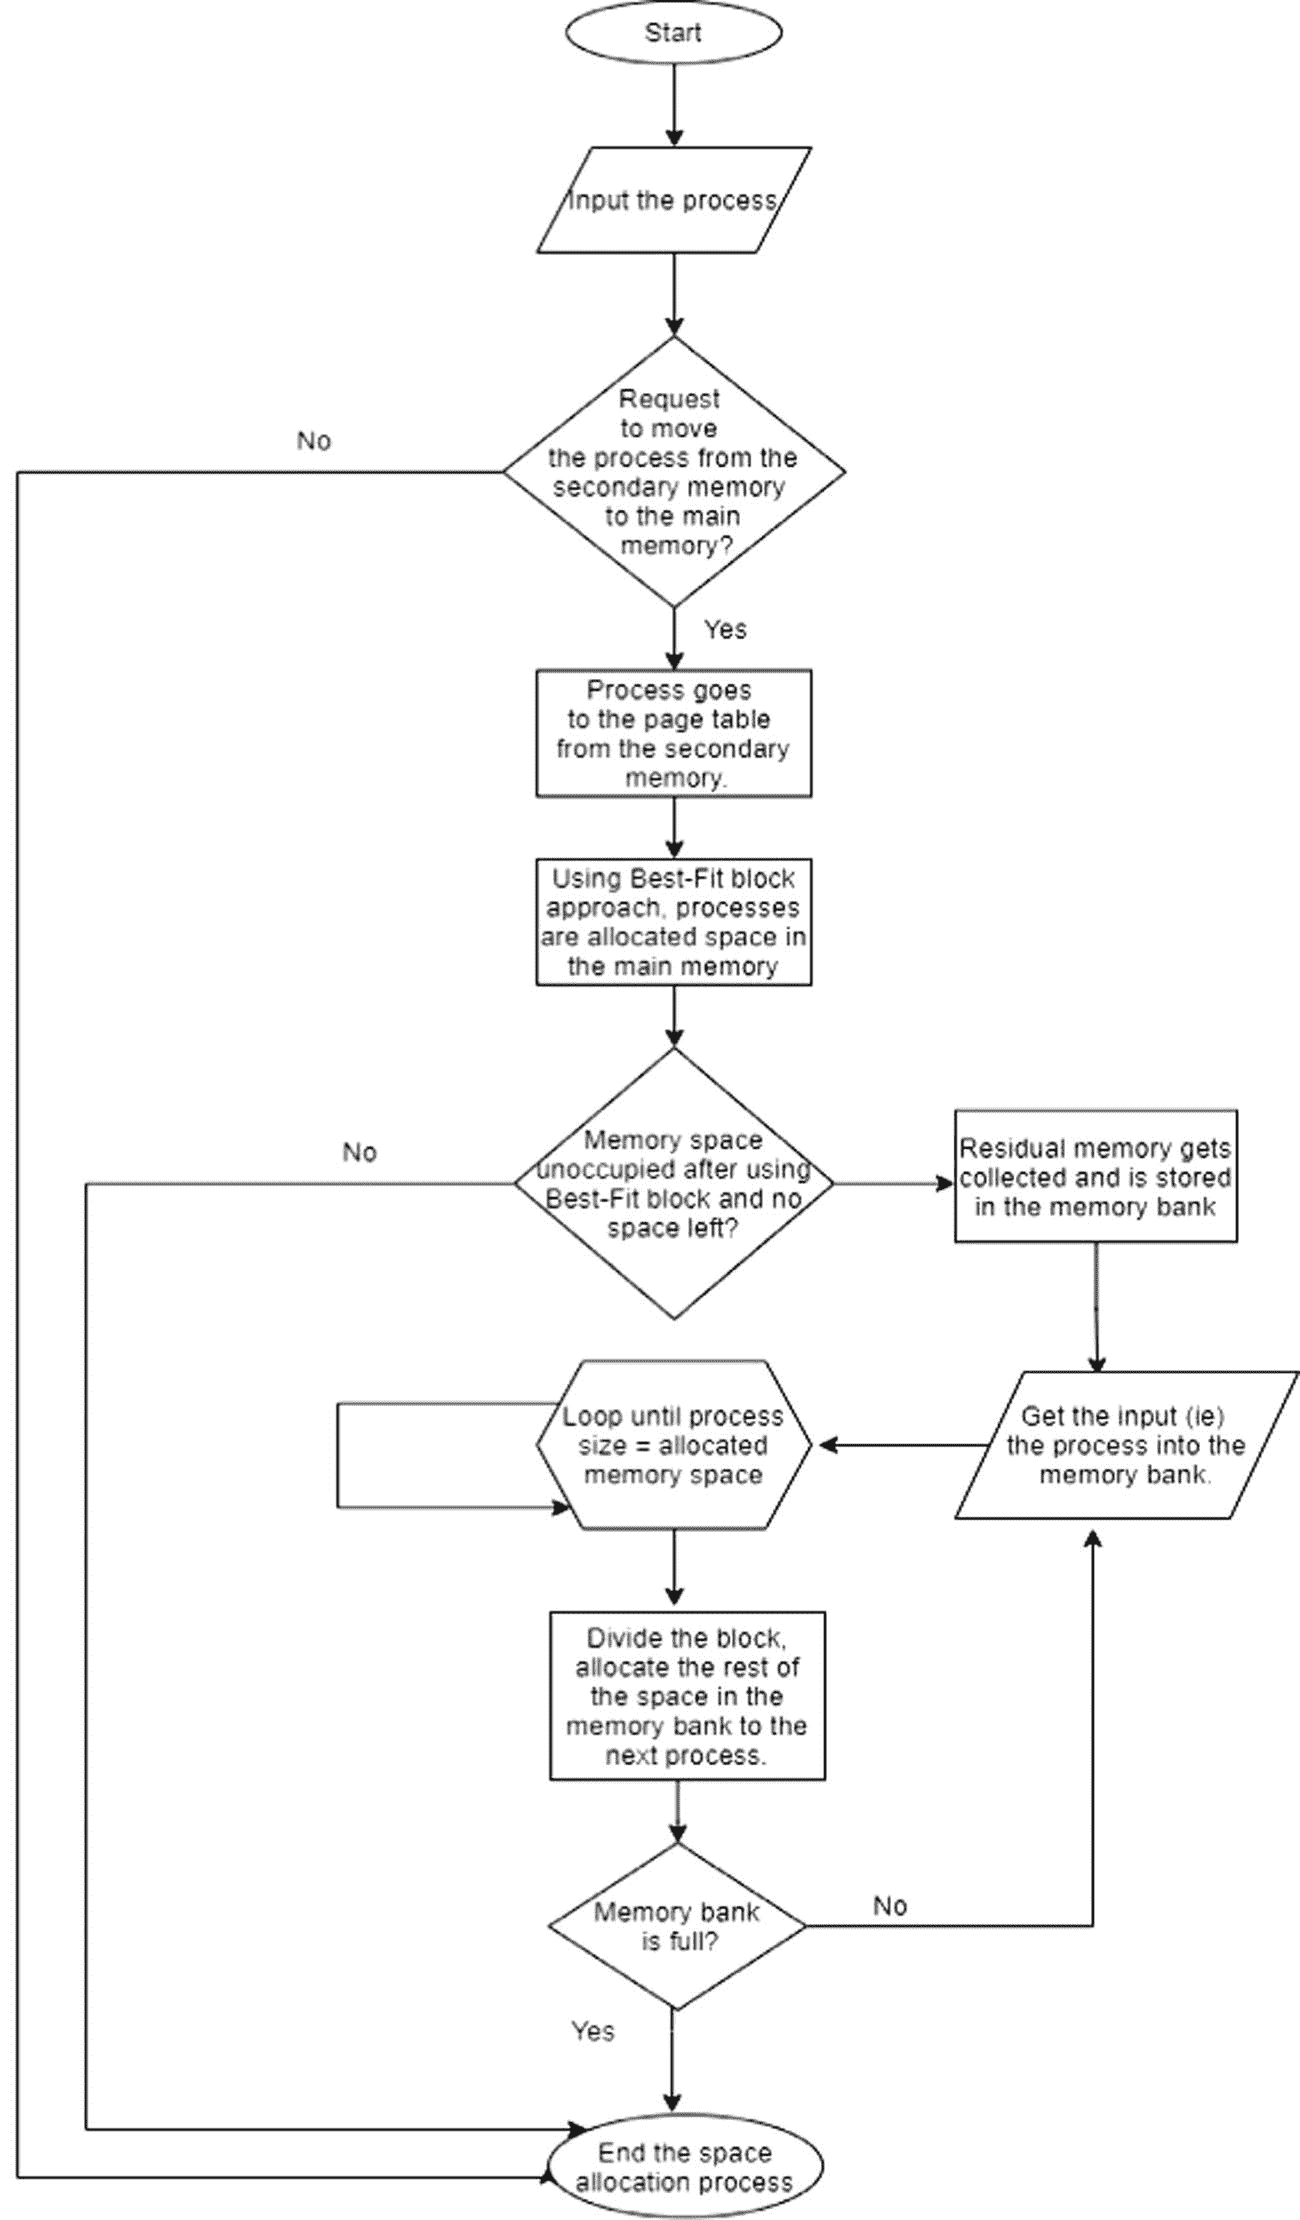 Start
Input the process
Request
to move
the process from the
secondary memory
to the main
memory?
No
Yes
Process goes
to the page table
from the secondary
memory.
Using Best-Fit block
approach, processes
are allocated space in
the main memory
Memory space
unoccupied after using
Best-Fit block and no
space left?
No
Residual memory gets
collected and is stored
in the memory bank
Get the input (ie)
the process into the
memory bank.
Loop until process
size = allocated
memory space
Divide the block,
allocate the rest of
the space in the
memory bank to the
next process.
Memory bank
is full?
No
Yes
End the space
allocation process